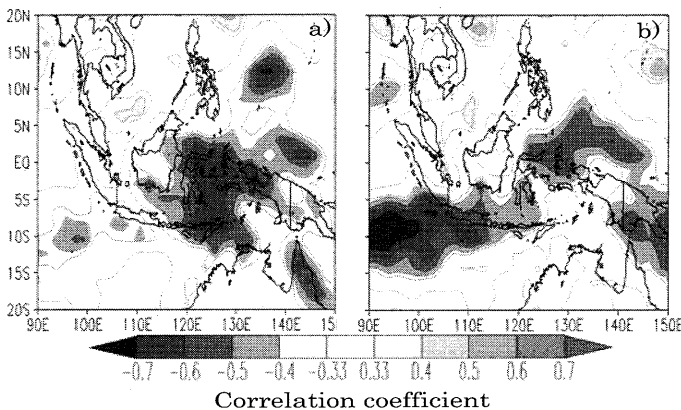 a) b)
20N
15N
10N
5N
EQ
5S
10S
15S
20S
90E 100E 110E 120E 130E 140E 15 90E 100E 110E 120E 130E 140E 150E
-0.7 -0.6 -0.5 -0.4 -0.33 0.33 0.4 0.5 0.6 0.7
Correlation coefficient